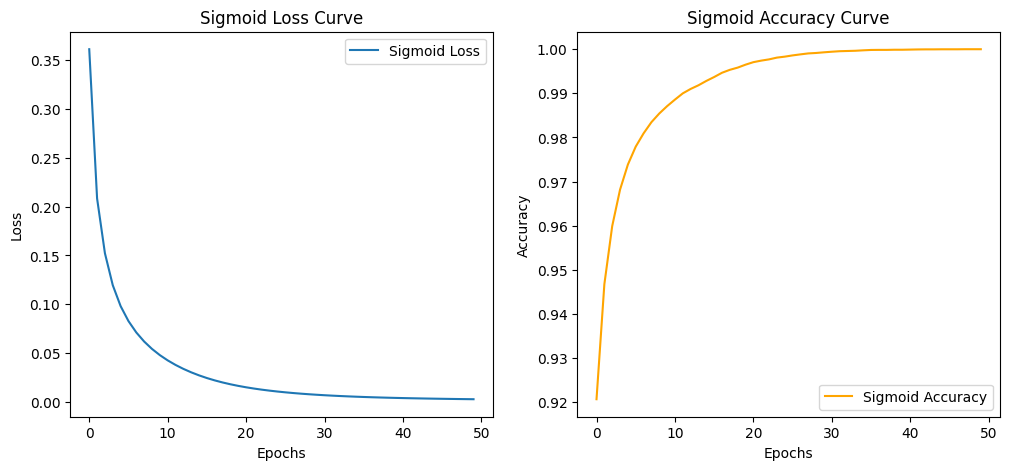 Sigmoid Loss Curve
Sigmoid Loss
0.35
0.30
0.25
0.20
0.15
0.10
0.05
0.00
Loss
0 10 20 30 40 50
Epochs
Sigmoid Accuracy Curve
1.00
0.99
0.98
0.97
0.96
0.95
0.94
0.93
0.92
Accuracy
Sigmoid Accuracy
0 10 20 30 40 50
Epochs